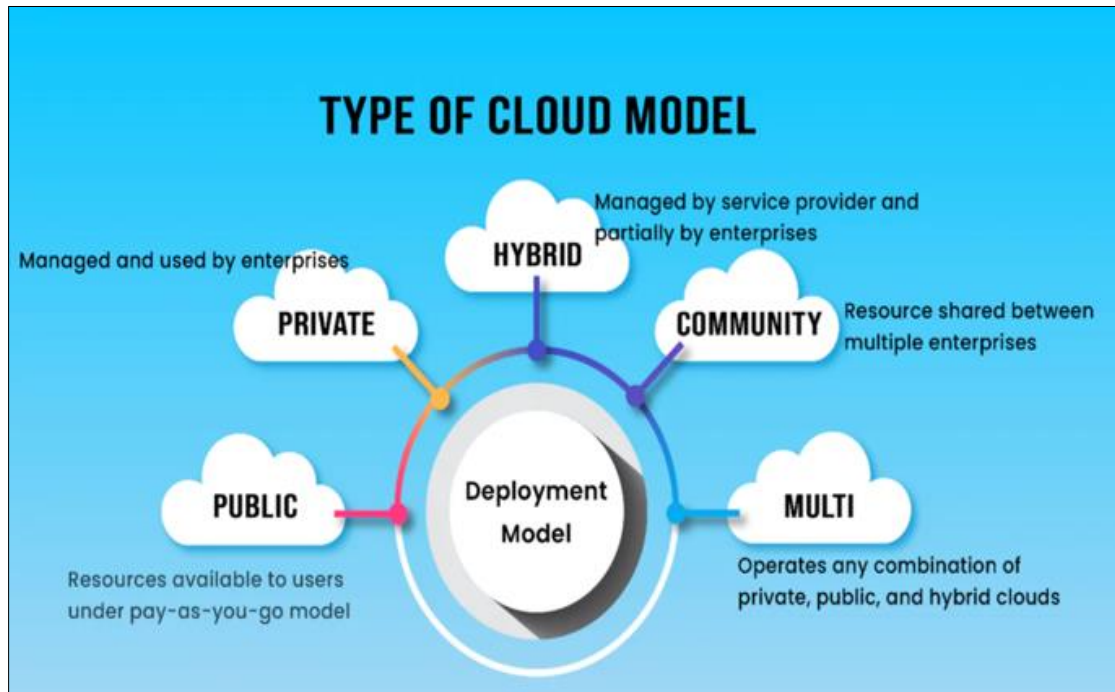 TYPE OF CLOUD MODEL
Managed by service provider and
partially by enterprises
HYBRID
Managed and used by enterprises
PRIVATE
COMMUNITY
Resource shared between
multiple enterprises
PUBLIC
Resources available to users
under pay-as-you-go model
Deployment
Model
MULTI
Operates any combination of
private, public, and hybrid clouds